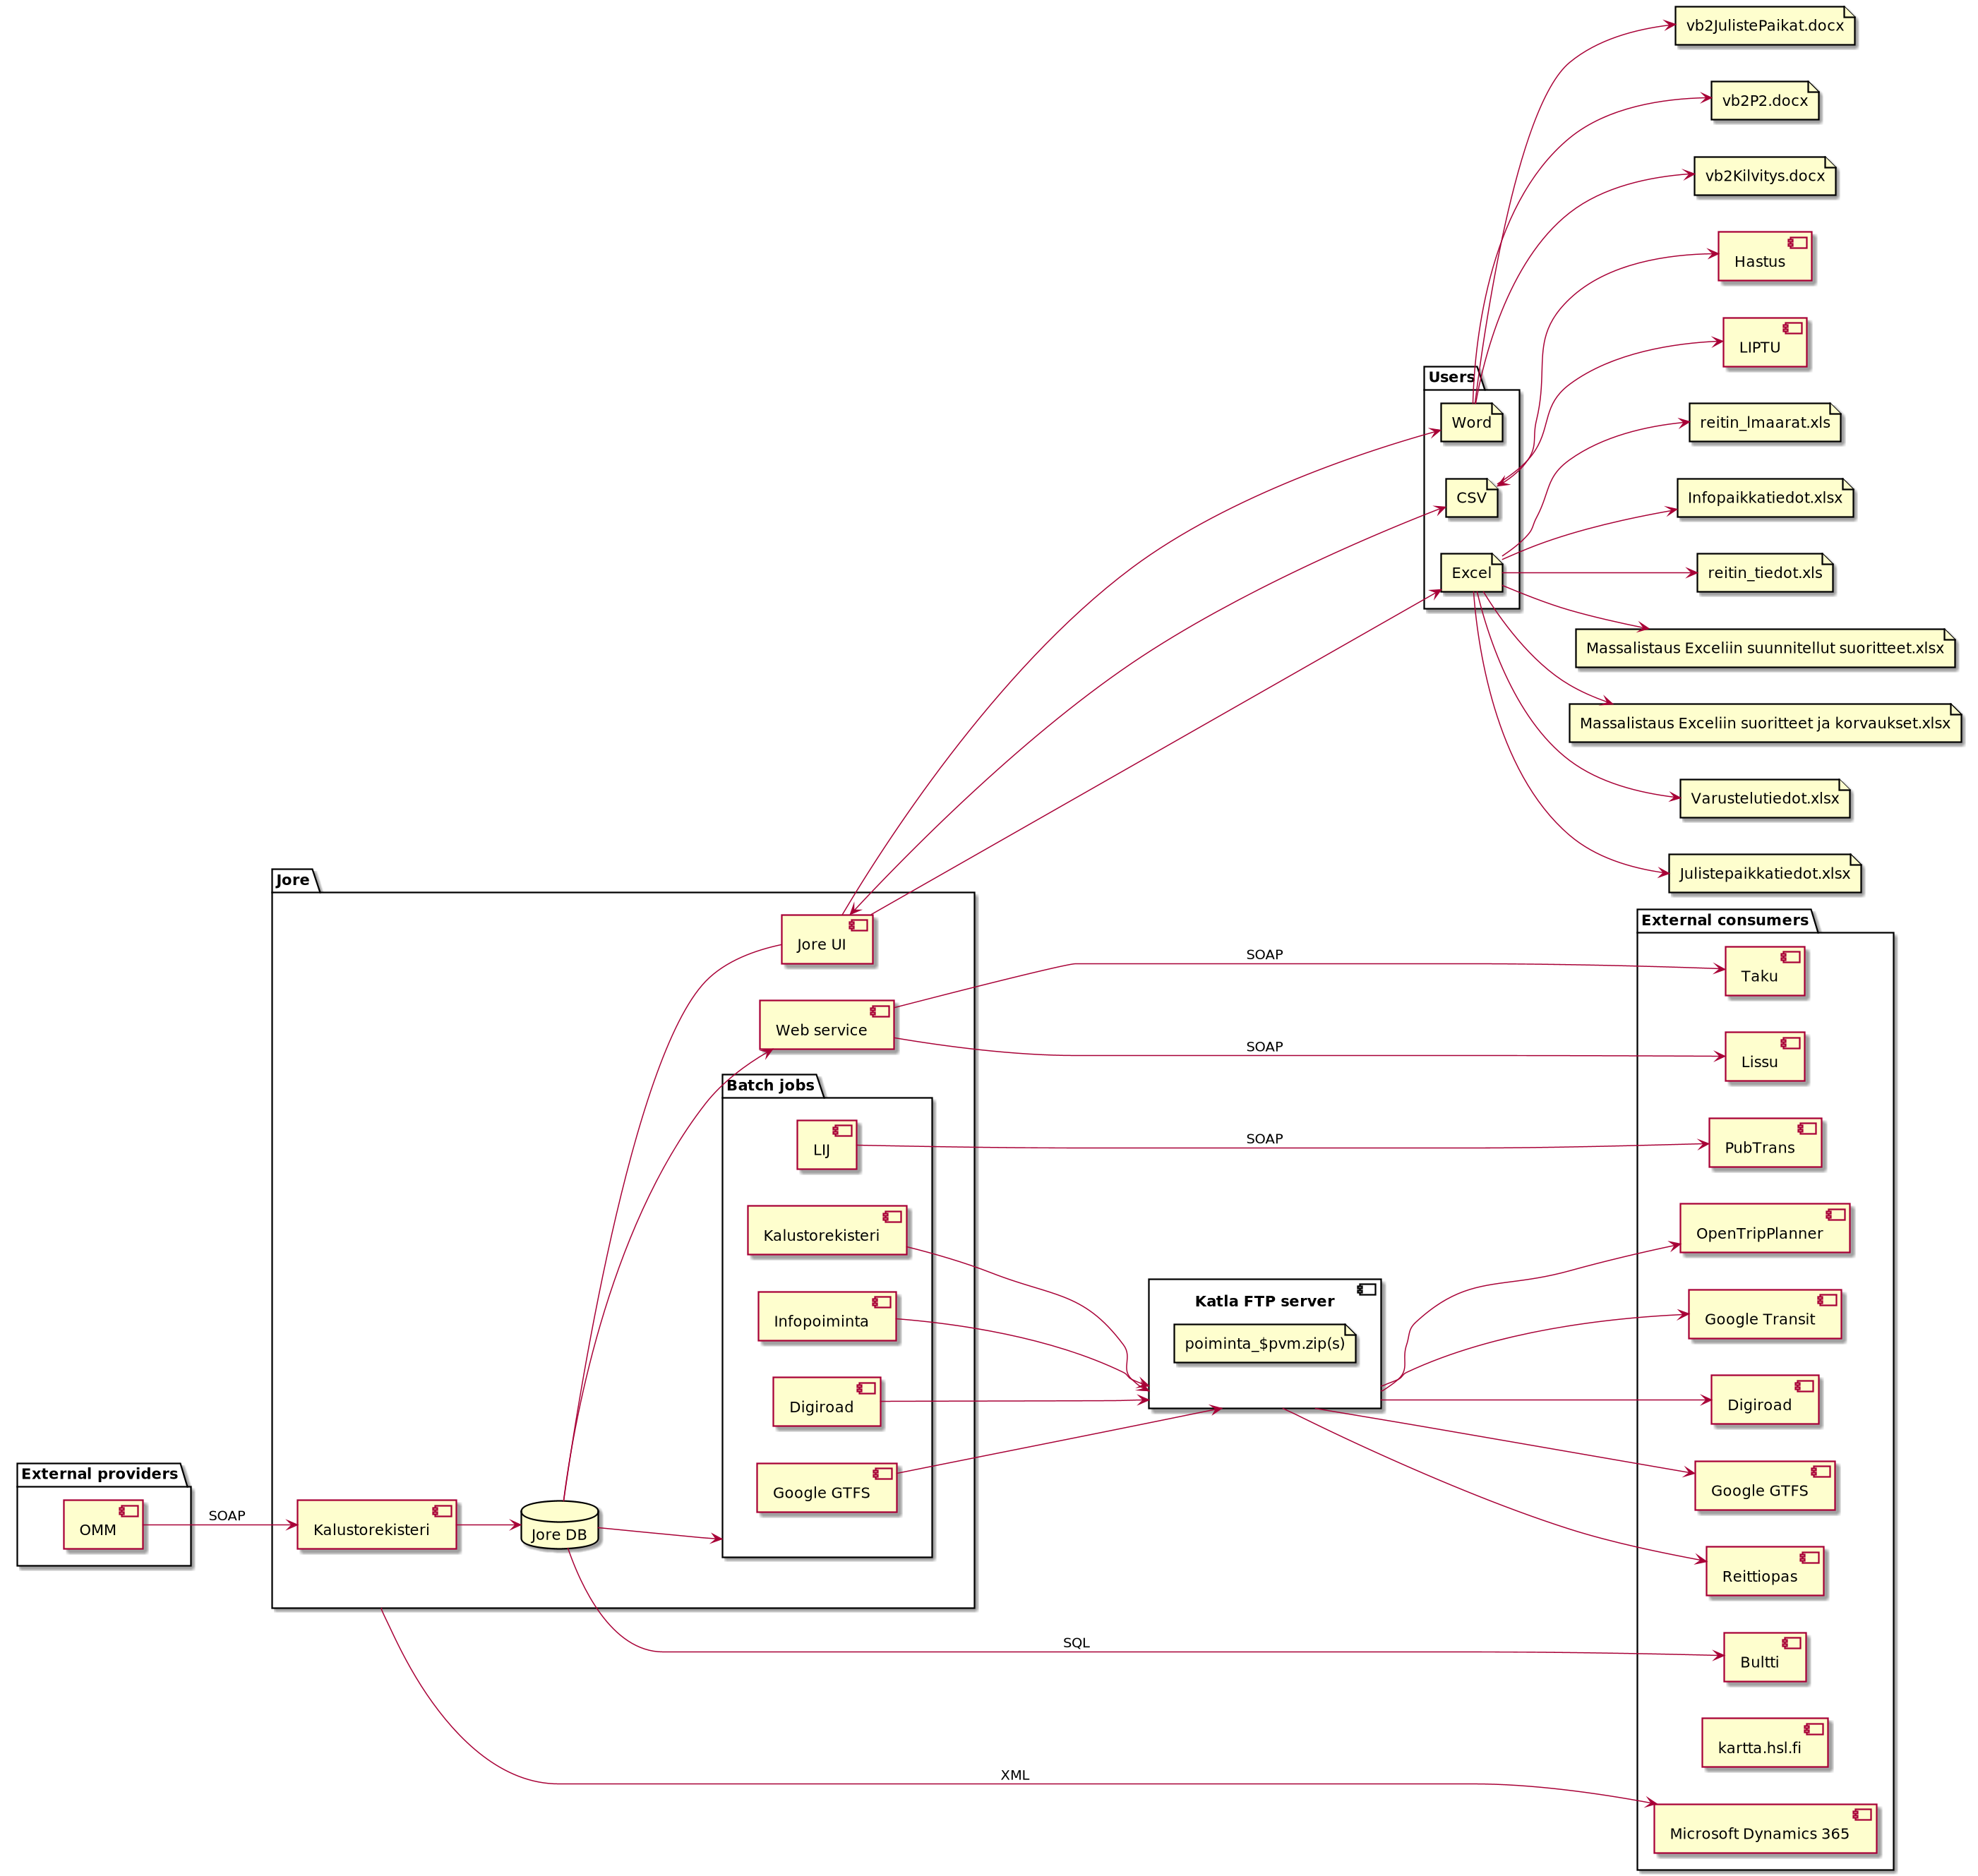 vb2JulistePaikat.docx
vb2P2.docx
vb2Kilvitys.docx
Hastus
LIPTU
Users
Word
reitin_lmaarat.xls
CSV
Infopaikkatiedot.xlsx
Excel
reitin_tiedot.xls
Massalistaus Exceliin suunnitellut suoritteet.xlsx
Massalistaus Exceliin suoritteet ja korvaukset.xlsx
Varustelutiedot.xlsx
Julistepaikkatiedot.xlsx
Jore
External consumers
Jore UI
SOAP
Taku
Web service
SOAP
Lissu
Batch jobs
LIJ
SOAP
PubTrans
Kalustorekisteri
OpenTripPlanner
Katla FTP server
poiminta_$pvm.zip(s)
Infopoiminta
Google Transit
Digiroad
Digiroad
Google GTFS
Google GTFS
External providers
OMM
SOAP
Kalustorekisteri
Jore DB
Reittiopas
SQL
Bultti
kartta.hsl.fi
XML
Microsoft Dynamics 365